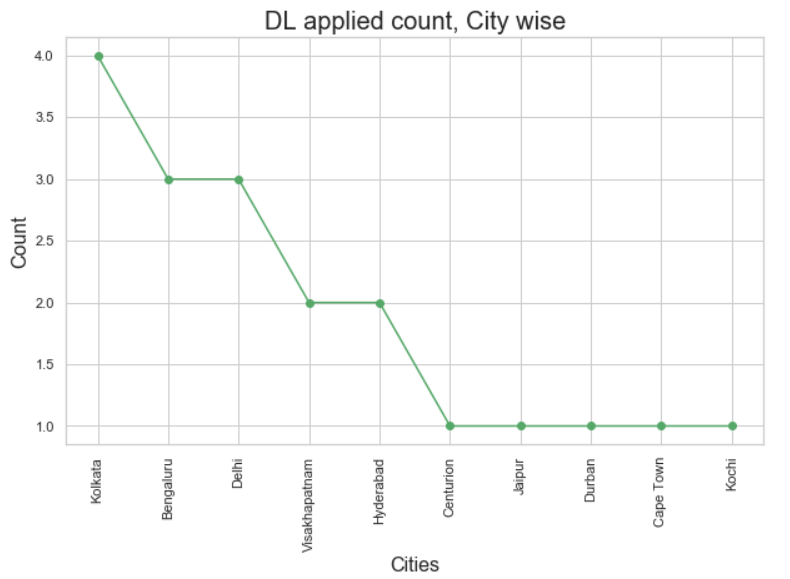 DL applied count, City wise
4.0
3.5
3.0
2.5
2.0
1.5
1.0
Count
Kolkata
Bengaluru
Delhi
Visakhapatnam
Hyderabad
Centurion
Jaipur
Durban
Cape Town
Kochi
Cities